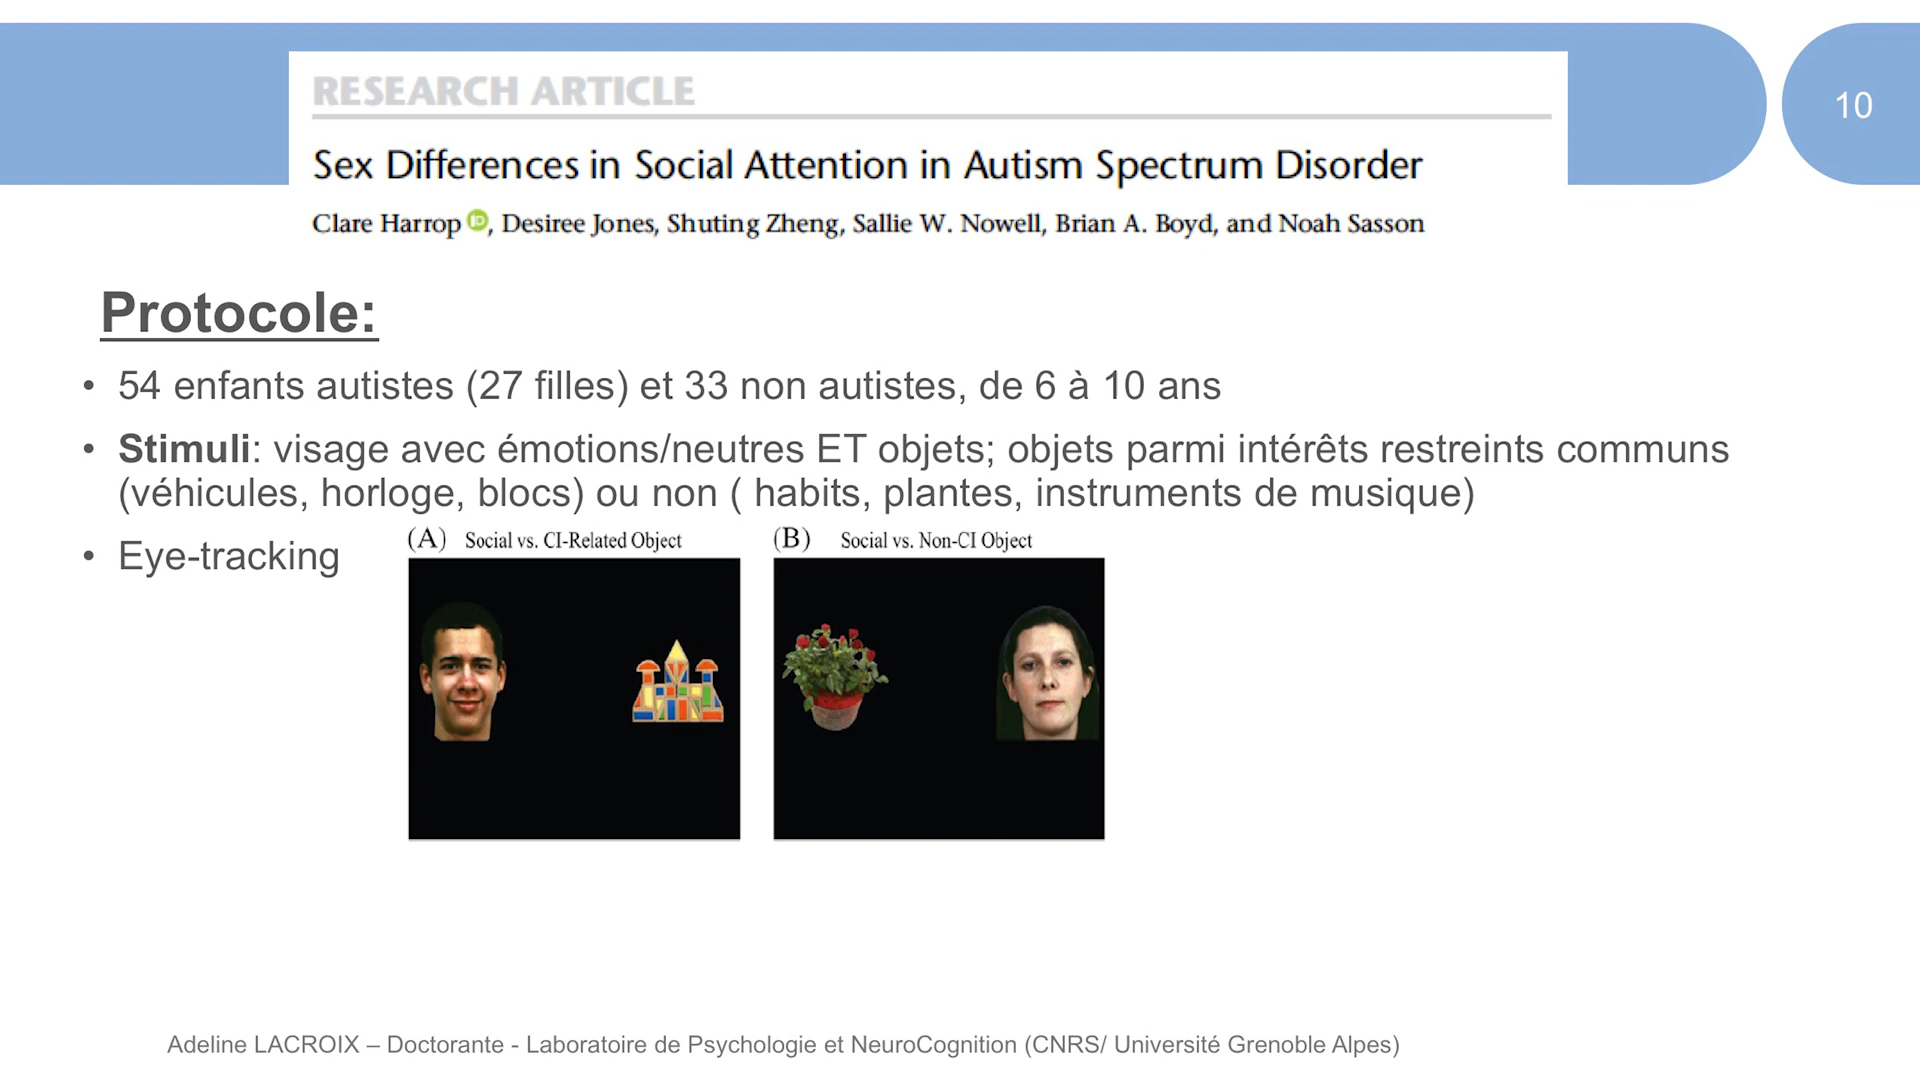 10
RESEARCH ARTICLE
Sex Differences in Social Attention in Autism Spectrum Disorder
Clare Harrop iD, Desiree Jones, Shuting Zheng, Sallie W. Nowell, Brian A. Boyd, and Noah Sasson
Protocole:
• 54 enfants autistes (27 filles) et 33 non autistes, de 6 à 10 ans
• Stimuli: visage avec émotions/neutres ET objets; objets parmi intérêts restreints communs
(véhicules, horloge, blocs) ou non ( habits, plantes, instruments de musique)
• Eye-tracking
(A) Social vs. CI-Related Object
(B) Social vs. Non-CI Object
Adeline LACROIX – Doctorante - Laboratoire de Psychologie et NeuroCognition (CNRS/ Université Grenoble Alpes)